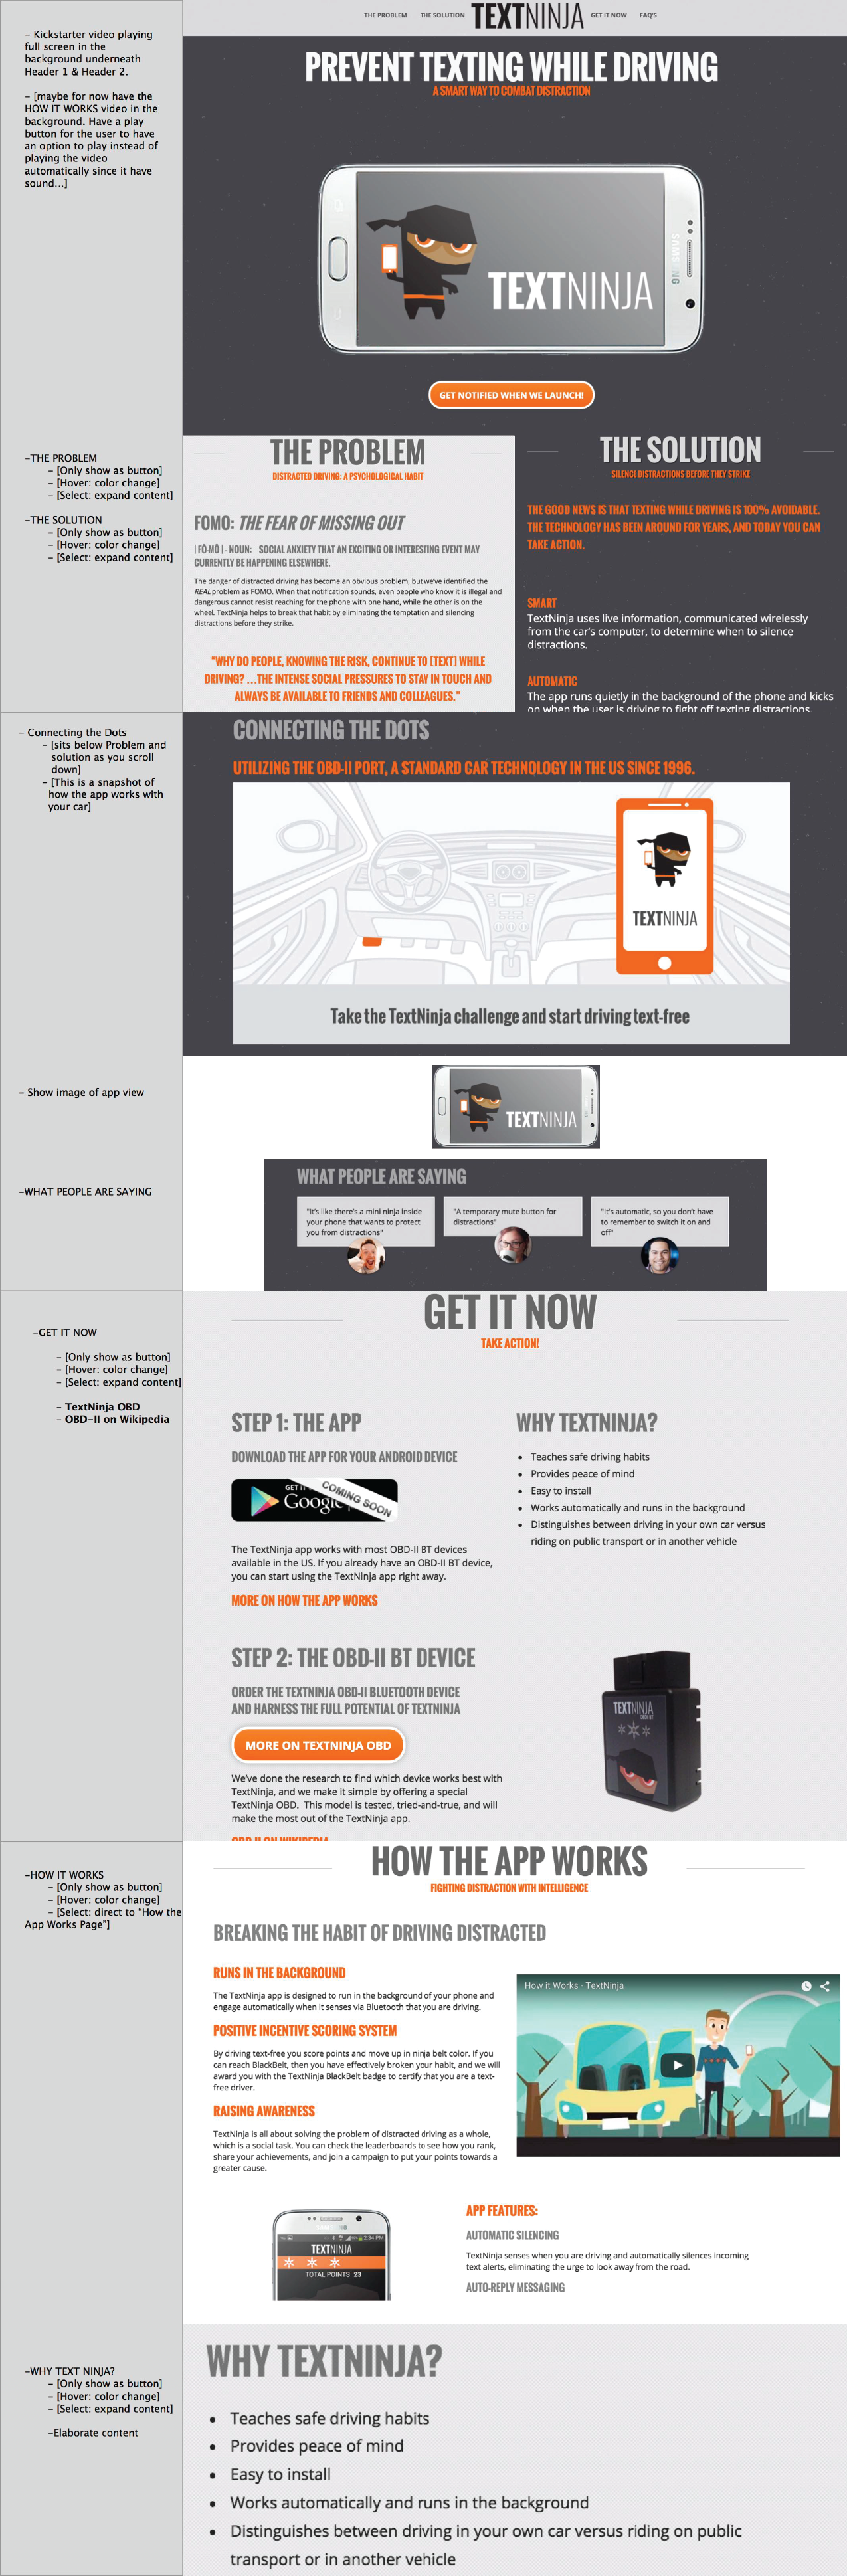 - Kickstarter video playing
full screen in the
background underneath
Header 1 & Header 2.
- [maybe for now have the
HOW IT WORKS video in the
background. Have a play
button for the user to have
an option to play instead of
playing the video
automatically since it have
sound...]
THE PROBLEM THE SOLUTION TEXTNINJA GET IT NOW FAQ'S
PREVENT TEXTING WHILE DRIVING
A SMART WAY TO COMBAT DISTRACTION
TEXTNINJA
SAMSUNG
GET NOTIFIED WHEN WE LAUNCH!
-THE PROBLEM
- [Only show as button]
- [Hover: color change]
- [Select: expand content]
-THE SOLUTION
- [Only show as button]
- [Hover: color change]
- [Select: expand content]
THE PROBLEM
DISTRACTED DRIVING: A PSYCHOLOGICAL HABIT
FOMO: THE FEAR OF MISSING OUT
| FŌ-MŌ | - NOUN: SOCIAL ANXIETY THAT AN EXCITING OR INTERESTING EVENT MAY
CURRENTLY BE HAPPENING ELSEWHERE.
The danger of distracted driving has become an obvious problem, but we've identified the
REAL problem as FOMO. When that notification sounds, even people who know it is illegal and
dangerous cannot resist reaching for the phone with one hand, while the other is on the
wheel. TextNinja helps to break that habit by eliminating the temptation and silencing
distractions before they strike.
"WHY DO PEOPLE, KNOWING THE RISK, CONTINUE TO [TEXT] WHILE
DRIVING? ...THE INTENSE SOCIAL PRESSURES TO STAY IN TOUCH AND
ALWAYS BE AVAILABLE TO FRIENDS AND COLLEAGUES."
THE SOLUTION
SILENCE DISTRACTIONS BEFORE THEY STRIKE
THE GOOD NEWS IS THAT TEXTING WHILE DRIVING IS 100% AVOIDABLE.
THE TECHNOLOGY HAS BEEN AROUND FOR YEARS, AND TODAY YOU CAN
TAKE ACTION.
SMART
TextNinja uses live information, communicated wirelessly
from the car's computer, to determine when to silence
distractions.
AUTOMATIC
The app runs quietly in the background of the phone and kicks
on when the user is driving to fight off texting distractions
- Connecting the Dots
- [sits below Problem and
solution as you scroll
down]
- [This is a snapshot of
how the app works with
your car]
CONNECTING THE DOTS
UTILIZING THE OBD-II PORT, A STANDARD CAR TECHNOLOGY IN THE US SINCE 1996.
TEXTNINJA
Take the TextNinja challenge and start driving text-free
- Show image of app view
TEXTNINJA
-WHAT PEOPLE ARE SAYING
WHAT PEOPLE ARE SAYING
"It's like there's a mini ninja inside
your phone that wants to protect
you from distractions"
"A temporary mute button for
distractions"
"It's automatic, so you don't have
to remember to switch it on and
off"
-GET IT NOW
- [Only show as button]
- [Hover: color change]
- [Select: expand content]
- TextNinja OBD
- OBD-II on Wikipedia
GET IT NOW
TAKE ACTION!
STEP 1: THE APP
DOWNLOAD THE APP FOR YOUR ANDROID DEVICE
GET IT
Google
COMING SOON
The TextNinja app works with most OBD-II BT devices
available in the US. If you already have an OBD-II BT device,
you can start using the TextNinja app right away.
MORE ON HOW THE APP WORKS
WHY TEXTNINJA?
• Teaches safe driving habits
• Provides peace of mind
• Easy to install
• Works automatically and runs in the background
• Distinguishes between driving in your own car versus
riding on public transport or in another vehicle
STEP 2: THE OBD-II BT DEVICE
ORDER THE TEXTNINJA OBD-II BLUETOOTH DEVICE
AND HARNESS THE FULL POTENTIAL OF TEXTNINJA
MORE ON TEXTNINJA OBD
We've done the research to find which device works best with
TextNinja, and we make it simple by offering a special
TextNinja OBD. This model is tested, tried-and-true, and will
make the most out of the TextNinja app.
OBD-II ON WIKIPEDIA
TEXTNINJA
-HOW IT WORKS
- [Only show as button]
- [Hover: color change]
- [Select: direct to "How the
App Works Page"]
HOW THE APP WORKS
FIGHTING DISTRACTION WITH INTELLIGENCE
BREAKING THE HABIT OF DRIVING DISTRACTED
RUNS IN THE BACKGROUND
The TextNinja app is designed to run in the background of your phone and
engage automatically when it senses via Bluetooth that you are driving.
POSITIVE INCENTIVE SCORING SYSTEM
By driving text-free you score points and move up in ninja belt color. If you
can reach BlackBelt, then you have effectively broken your habit, and we will
award you with the TextNinja BlackBelt badge to certify that you are a text-
free driver.
RAISING AWARENESS
TextNinja is all about solving the problem of distracted driving as a whole,
which is a social task. You can check the leaderboards to see how you rank,
share your achievements, and join a campaign to put your points towards a
greater cause.
How it Works - TextNinja
2:34 PM
TEXTNINJA
TOTAL POINTS 23
APP FEATURES:
AUTOMATIC SILENCING
TextNinja senses when you are driving and automatically silences incoming
text alerts, eliminating the urge to look away from the road.
AUTO-REPLY MESSAGING
-WHY TEXT NINJA?
- [Only show as button]
- [Hover: color change]
- [Select: expand content]
-Elaborate content
WHY TEXTNINJA?
• Teaches safe driving habits
• Provides peace of mind
• Easy to install
• Works automatically and runs in the background
• Distinguishes between driving in your own car versus riding on public
transport or in another vehicle